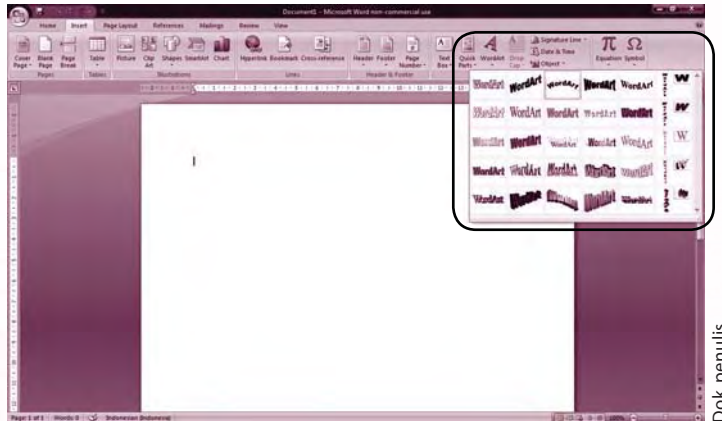 Document1 - Microsoft Word non-commercial use
Home Insert Page Layout References Mailings Review View
Cover Page Blank Page Page Break Table Picture Clip Art Shapes SmartArt Chart Hyperlink Bookmark Cross-reference Header Footer Page Number Text Box Quick Parts WordArt Drop Cap Signature Line Date & Time Object Equation Symbol
Pages Tables Illustrations Links Header & Footer
WordArt WordArt WordArt WordArt WordArt W
WordArt WordArt WordArt WordArt WordArt W
WordArt WordArt WordArt WordArt WordArt W
WordArt WordArt WordArt WordArt WordArt W
WordArt WordArt WordArt WordArt WordArt W
Page: 1 of 1 Words: 0 Indonesian (Indonesia)
Dok penulis